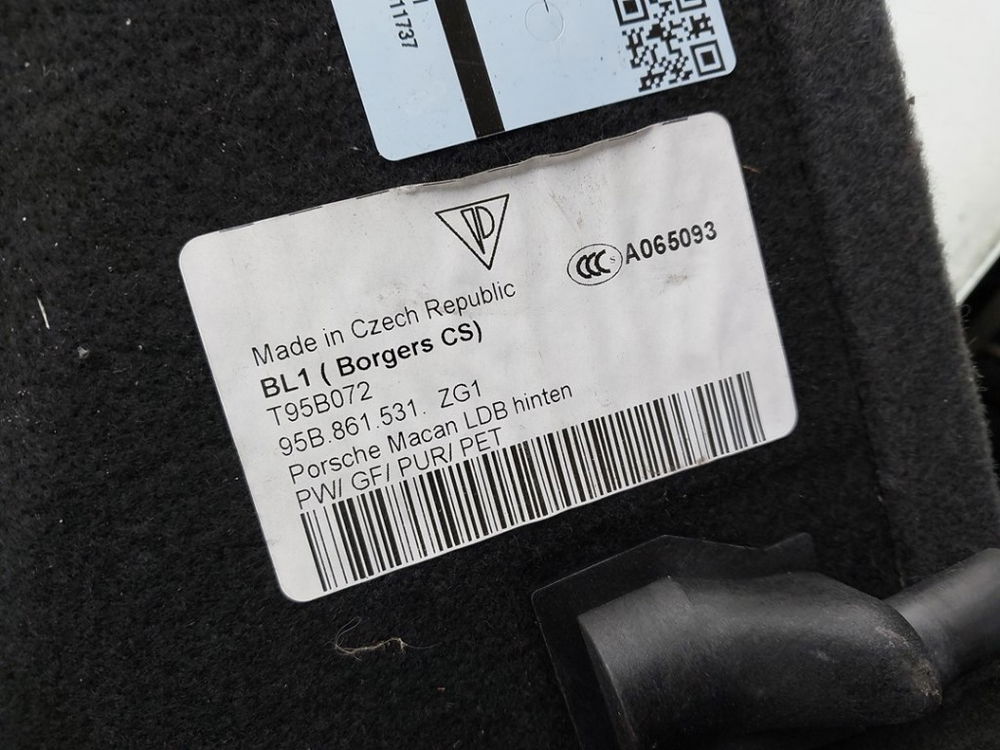 11737
CCC S A065093
Made in Czech Republic
BL1 ( Borgers CS)
T95B072
95B.861.531. ZG1
Porsche Macan LDB hinten
PW/ GF/ PUR/ PET